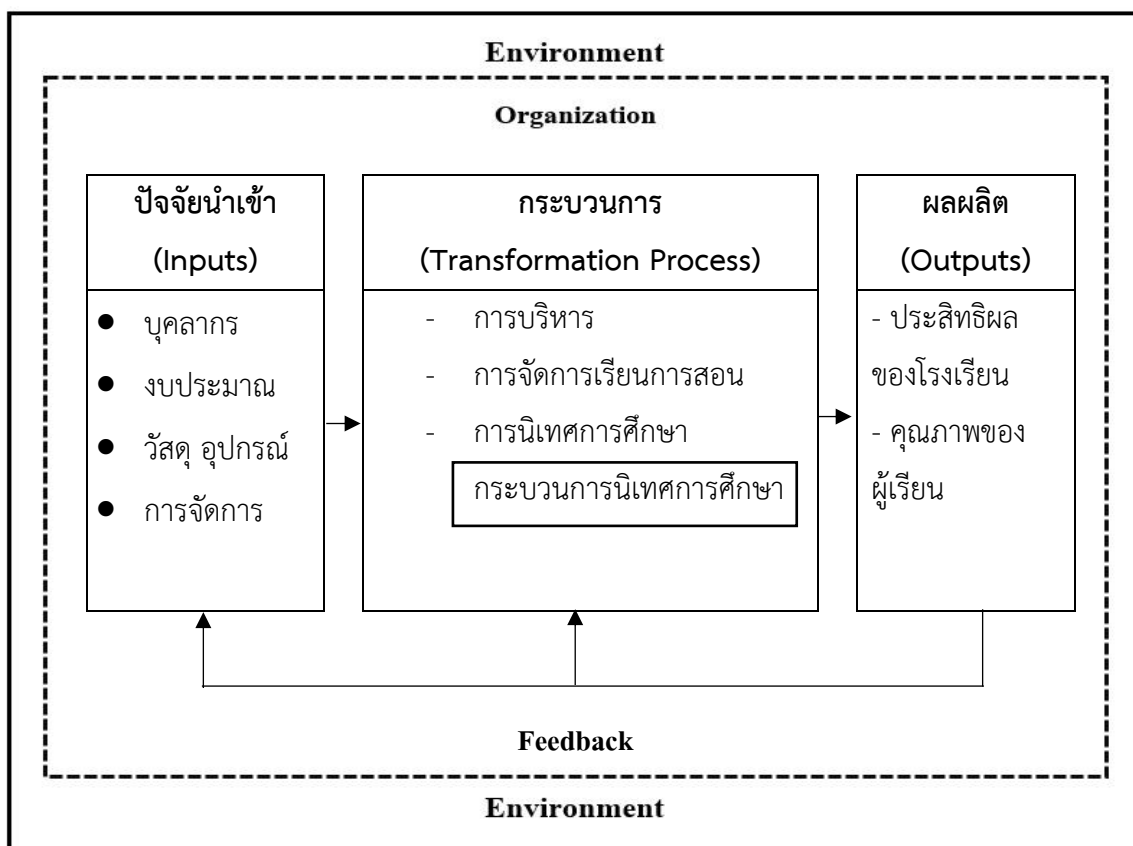 Environment
Organization
ปัจจัยนำเข้า
(Inputs)
● บุคลากร
● งบประมาณ
● วัสดุ อุปกรณ์
● การจัดการ
กระบวนการ
(Transformation Process)
- การบริหาร
- การจัดการเรียนการสอน
- การนิเทศการศึกษา
กระบวนการนิเทศการศึกษา
ผลผลิต
(Outputs)
- ประสิทธิผล
ของโรงเรียน
- คุณภาพของ
ผู้เรียน
Feedback
Environment